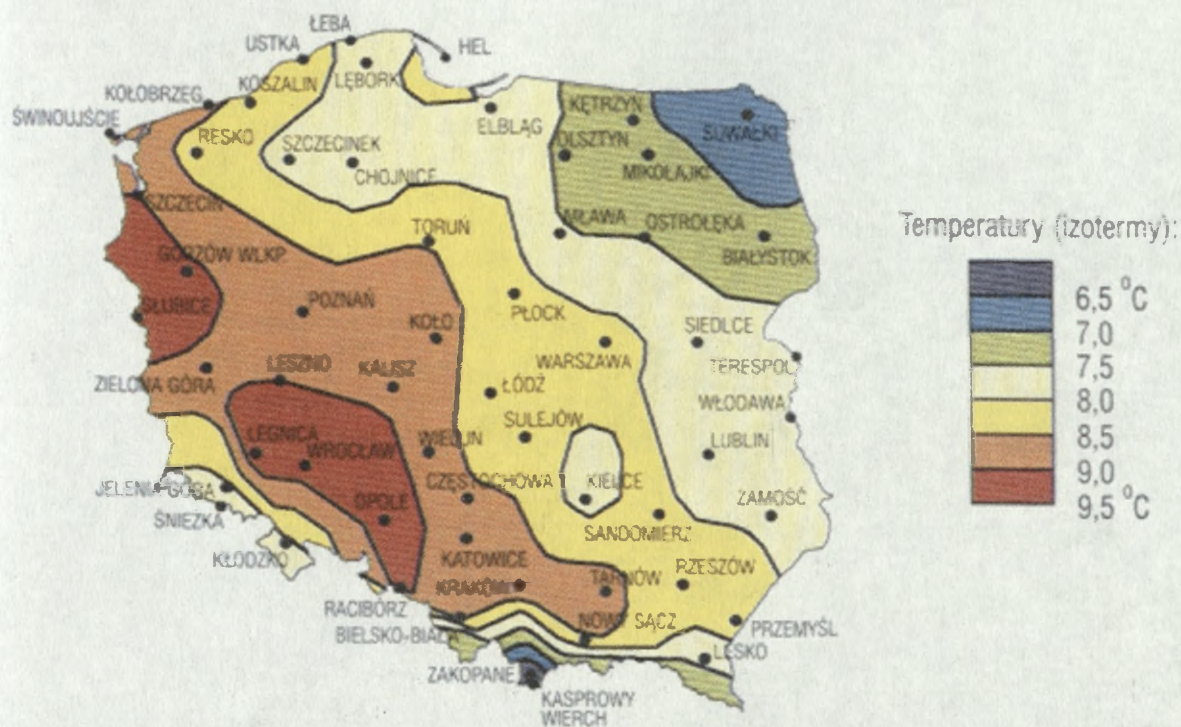 ŁEBA
USTKA
HEL
KOSZALIN
LĘBORK
KOŁOBRZEG
KĘTRZYN
ŚWINOUJŚCIE
ELBLĄG
SUWAŁKI
RESKO
OLSZTYN
SZCZECINEK
MIKOŁAJKI
CHOJNICE
SZCZECIN
MŁAWA
OSTROŁĘKA
TORUŃ
BIAŁYSTOK
GORZÓW WLKP.
SŁUBICE
POZNAŃ
PŁOCK
KOŁO
SIEDLCE
WARSZAWA
TERESPOL
LESZNO
KALISZ
ZIELONA GÓRA
ŁÓDŹ
WŁODAWA
SULEJÓW
LEGNICA
WIELUŃ
LUBLIN
WROCŁAW
CZĘSTOCHOWA
KIELCE
JELENIA GÓRA
OPOLE
ZAMOŚĆ
ŚNIEŻKA
SANDOMIERZ
KŁODZKO
KATOWICE
RZESZÓW
TARNÓW
KRAKÓW
RACIBÓRZ
NOWY SĄCZ
PRZEMYŚL
BIELSKO-BIAŁA
LESKO
ZAKOPANE
KASPROWY
WIERCH
Temperatury (izotermy):
6,5 °C
7,0
7,5
8,0
8,5
9,0
9,5 °C